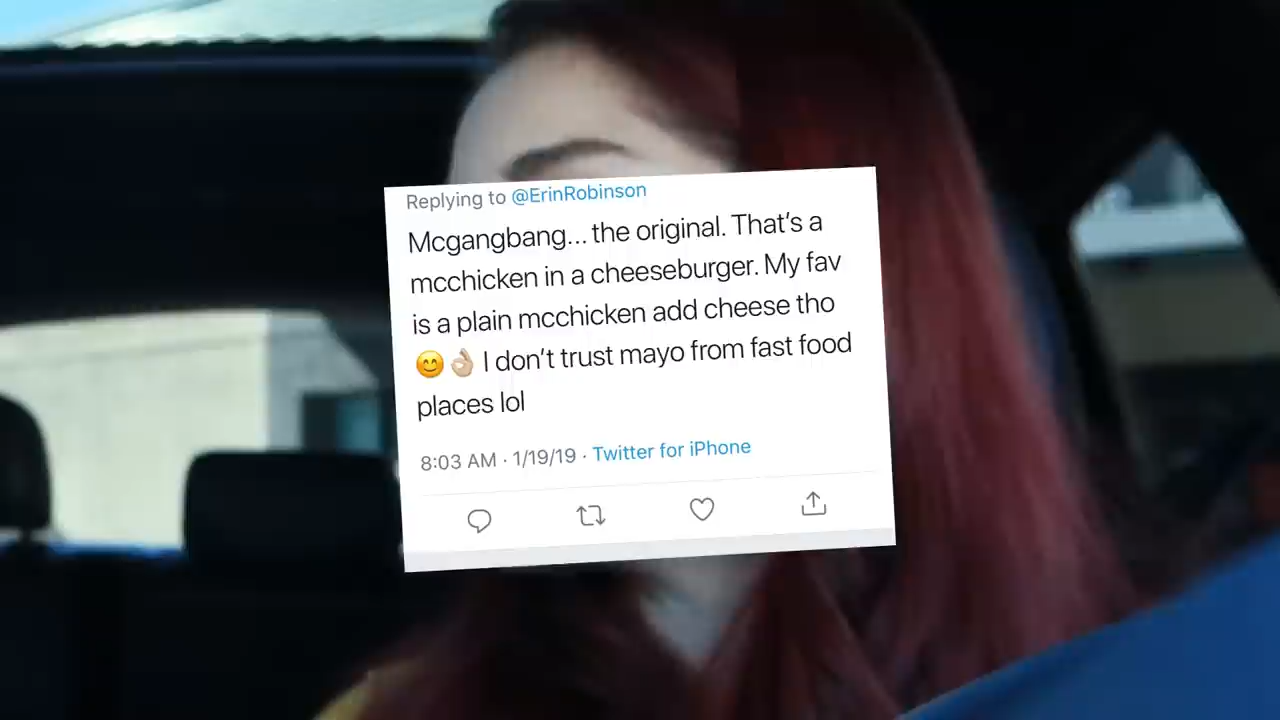 Replying to @ErinRobinson
Mcgangbang... the original. That's a
mcchicken in a cheeseburger. My fav
is a plain mcchicken add cheese tho
😊👌🏼 I don't trust mayo from fast food
places lol
8:03 AM · 1/19/19 · Twitter for iPhone